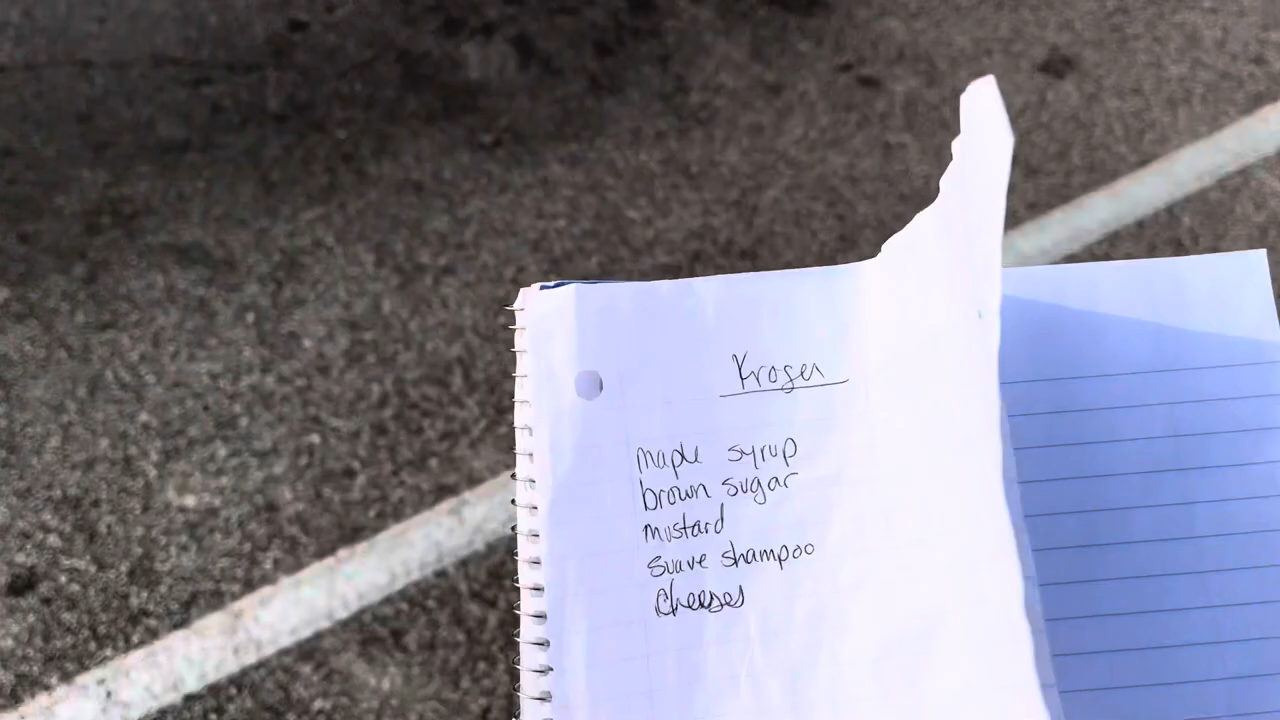 Kroger
maple syrup
brown sugar
mustard
suave shampoo
cheeses